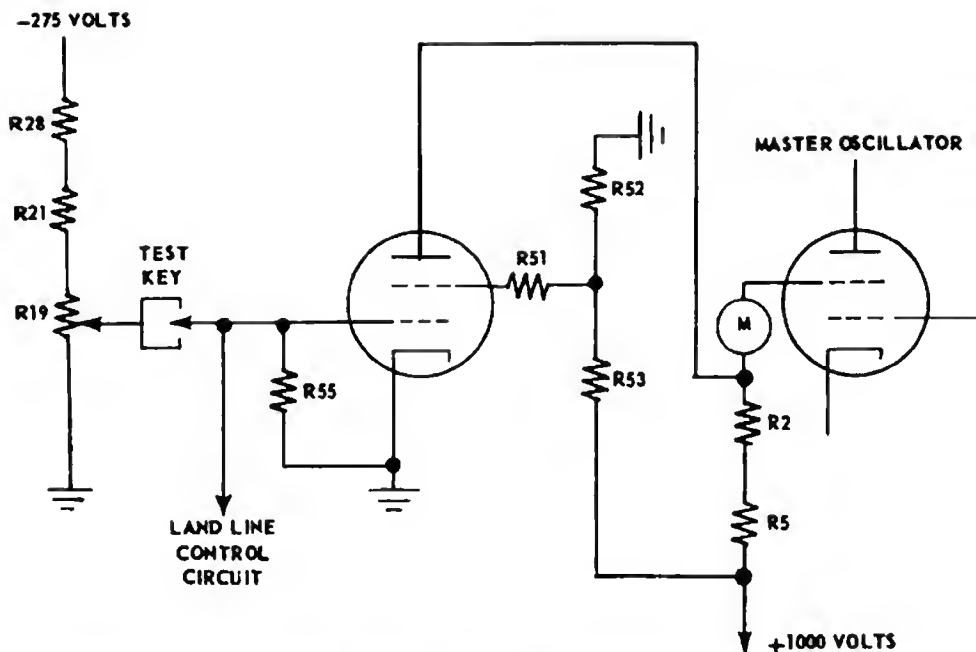 -275 VOLTS
R28
R21
R19
TEST
KEY
R55
LAND LINE
CONTROL
CIRCUIT
R51
R52
R53
MASTER OSCILLATOR
M
R2
R5
+1000 VOLTS